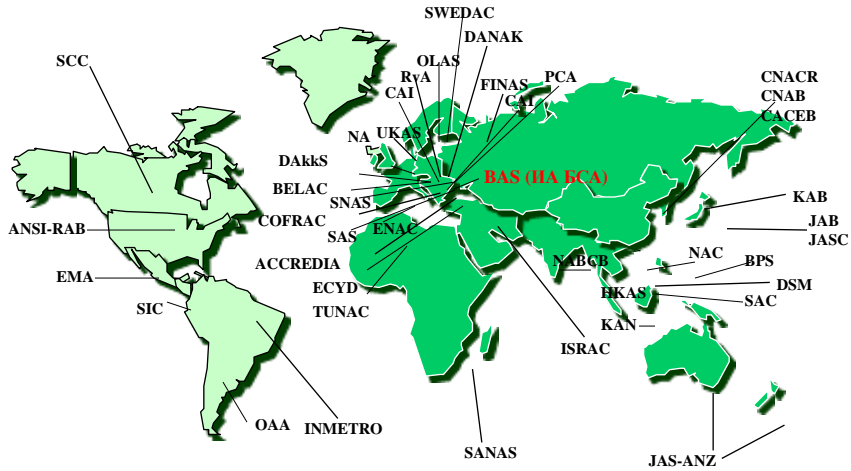 SWEDAC
DANAK
SCC
OLAS
RvA
FINAS
PCA
CNACR
CAI
CAI
CNAB
CACEB
NA
UKAS
DAkkS
BELAC
BAS (ИА БСА)
SNAS
KAB
COFRAC
ENAC
JAB
ANSI-RAB
SAS
JASC
ACCREDIA
NABCB
NAC
BPS
EMA
ECYD
HKAS
DSM
SIC
TUNAC
SAC
KAN
ISRAC
OAA
INMETRO
SANAS
JAS-ANZ